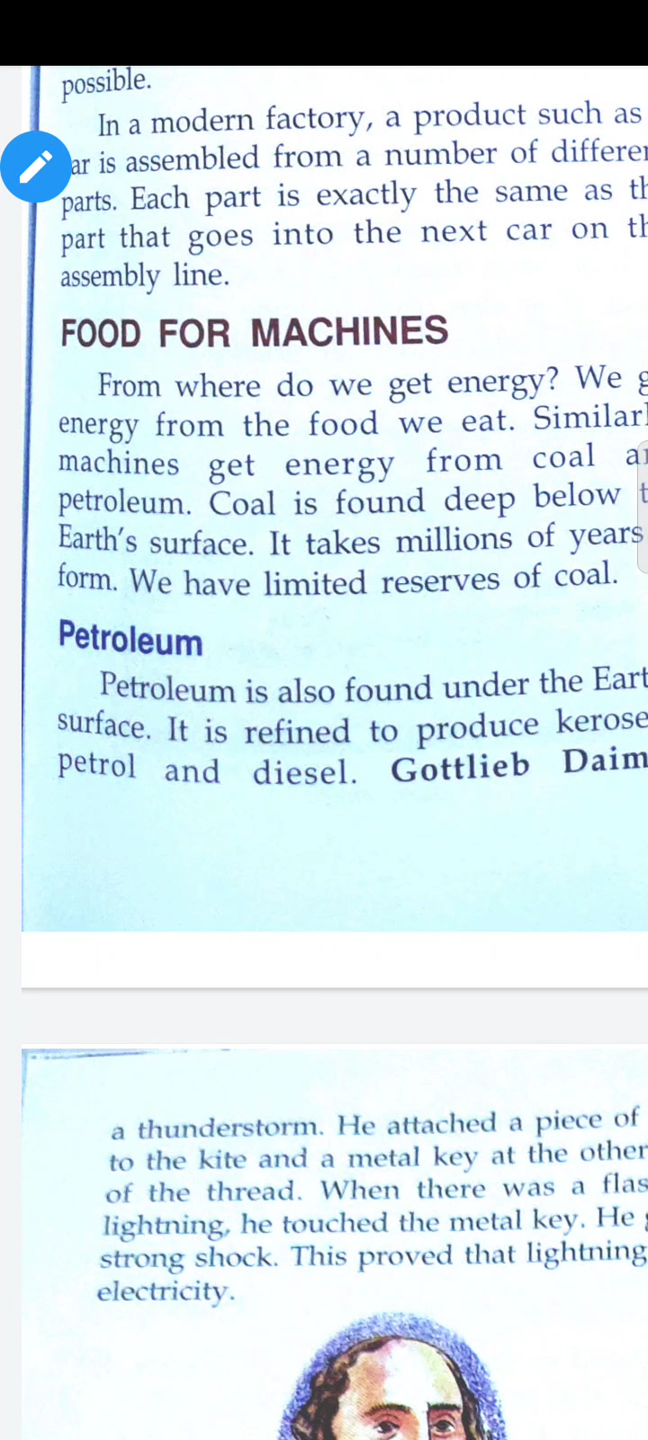 possible.
In a modern factory, a product such as
ar is assembled from a number of differe
parts. Each part is exactly the same as th
part that goes into the next car on th
assembly line.
FOOD FOR MACHINES
From where do we get energy? We g
energy from the food we eat. Similarl
machines get energy from coal a
petroleum. Coal is found deep below t
Earth's surface. It takes millions of years
form. We have limited reserves of coal.
Petroleum
Petroleum is also found under the Eart
surface. It is refined to produce kerose
petrol and diesel. Gottlieb Daim
a thunderstorm. He attached a piece of
to the kite and a metal key at the other
of the thread. When there was a flas
lightning, he touched the metal key. He
strong shock. This proved that lightning
electricity.